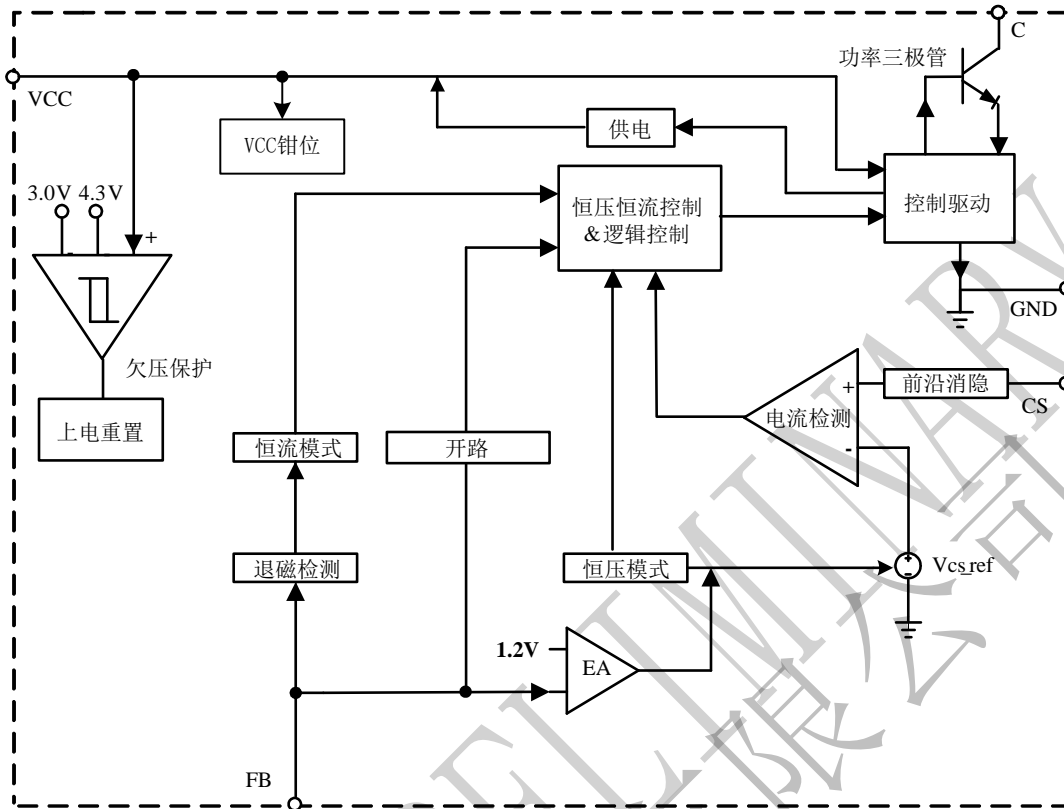 C
功率三极管
VCC
VCC钳位
供电
3.0V 4.3V
+
-
恒压恒流控制
&逻辑控制
控制驱动
GND
欠压保护
上电重置
+
前沿消隐
CS
电流检测
-
恒流模式
开路
退磁检测
恒压模式
+
-
Vcs_ref
1.2V
EA
FB
限公司